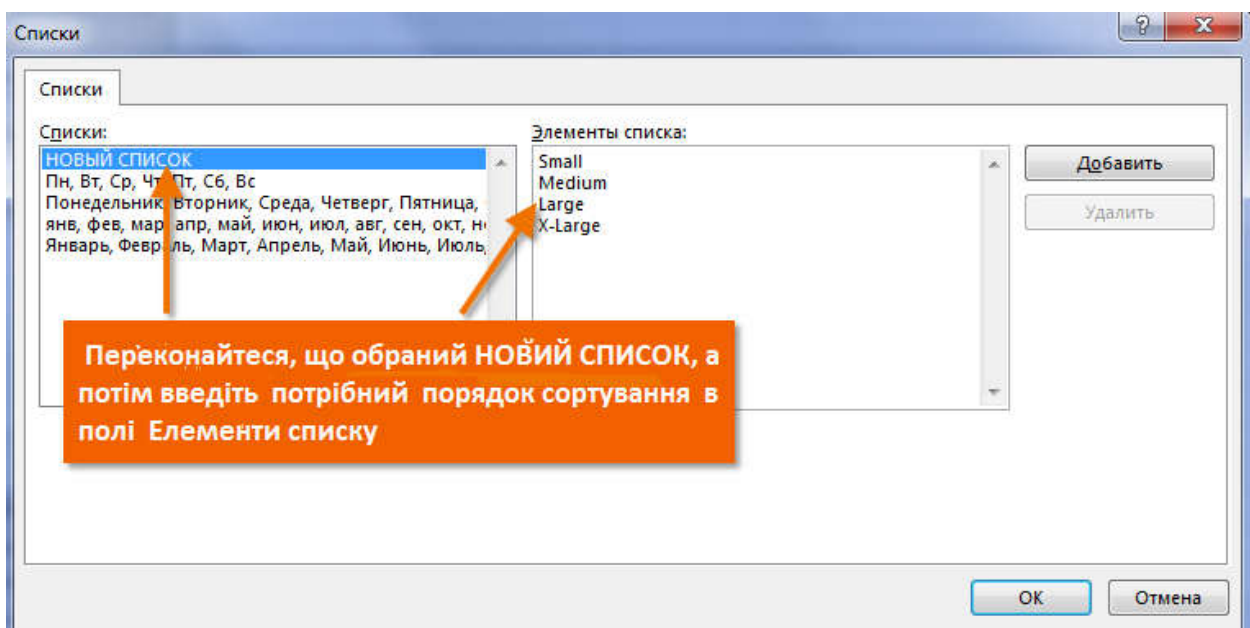 Списки
Списки
Списки:
НОВЫЙ СПИСОК
Пн, Вт, Ср, Чт, Пт, Сб, Вс
Понедельник, Вторник, Среда, Четверг, Пятница,
янв, фев, мар, апр, май, июн, июл, авг, сен, окт,
Январь, Февраль, Март, Апрель, Май, Июнь, Июль,
Элементы списка:
Small
Medium
Large
X-Large
Добавить
Удалить
Переконайтеся, що обраний НОВИЙ СПИСОК, а
потім введіть потрібний порядок сортування в
полі Елементи списку
ОК
Отмена